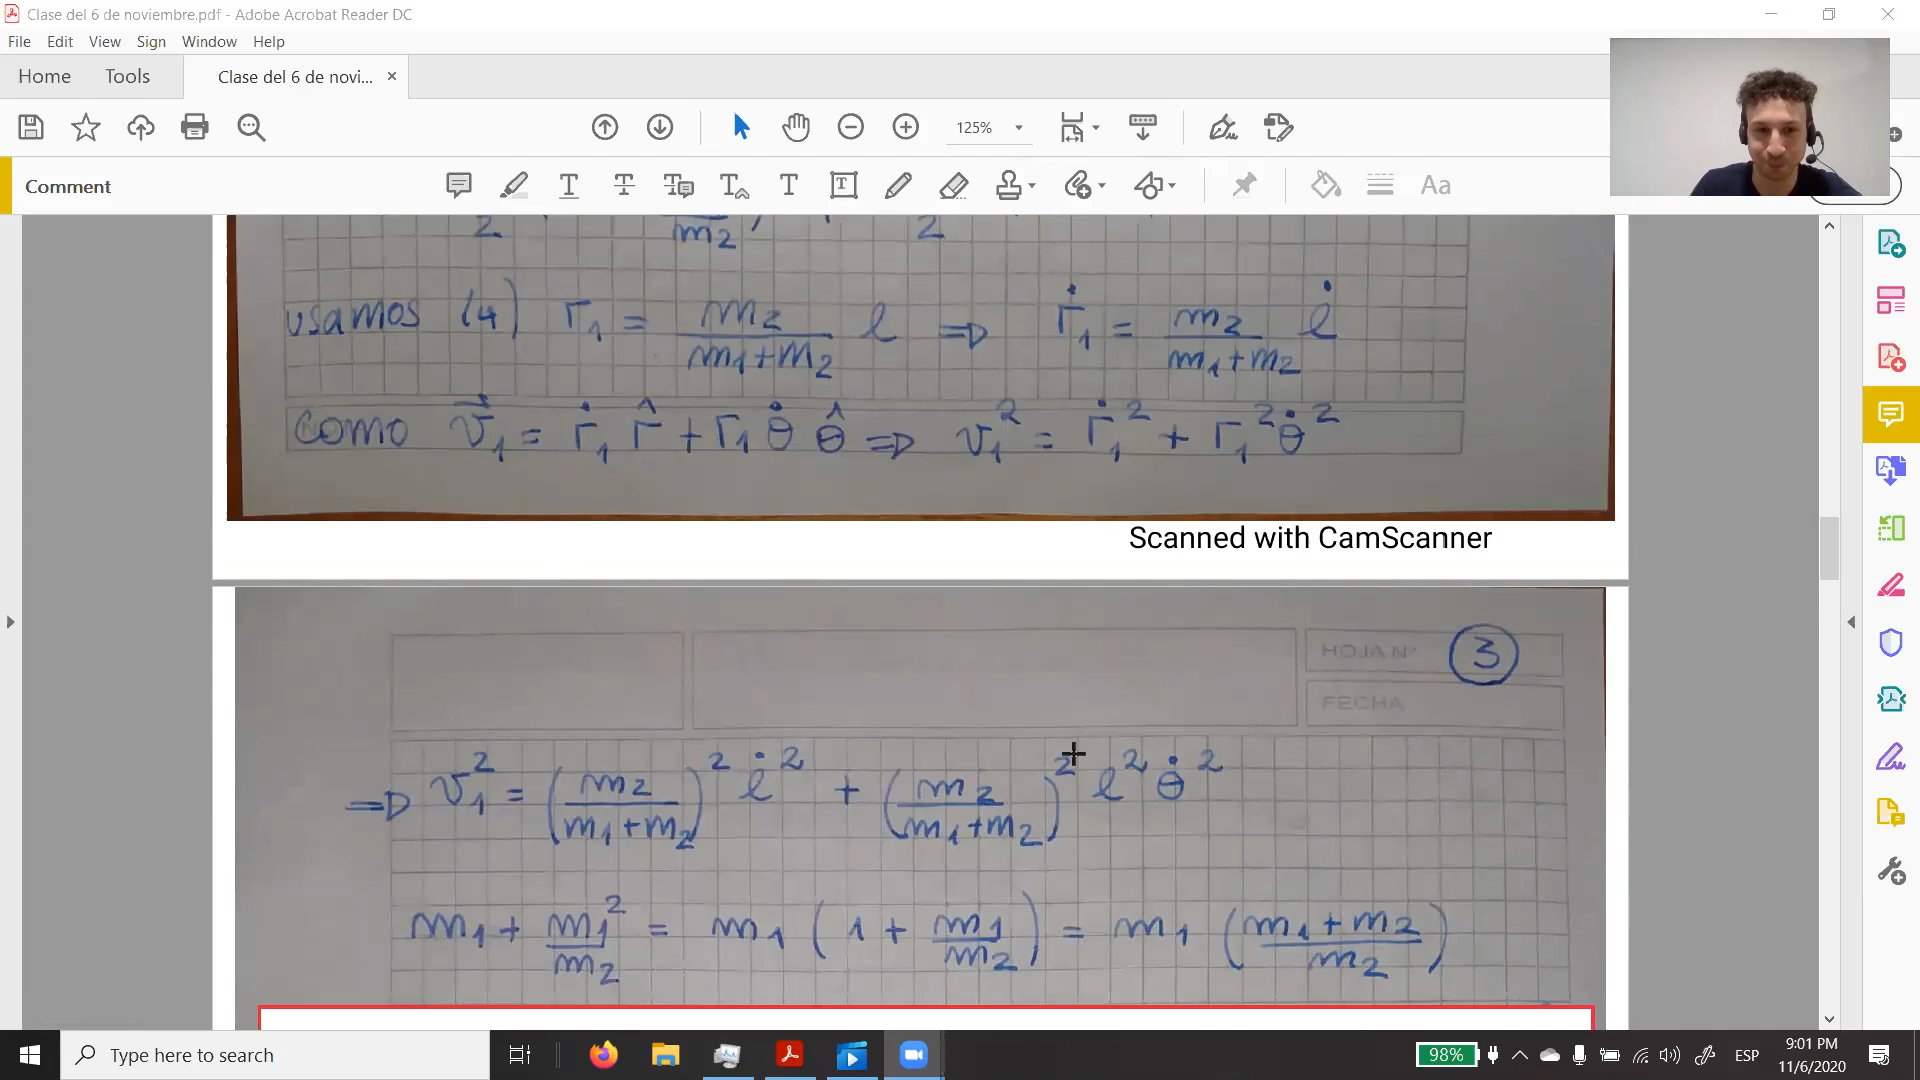 Clase del 6 de noviembre.pdf - Adobe Acrobat Reader DC
File Edit View Sign Window Help
Home Tools Clase del 6 de novi... ×
125%
Comment
Aa
2 m2 2
usamos (4) r₁ = m₂/(m₁+m₂) l ⇒ ṙ₁ = m₂/(m₁+m₂) l̇
Como v⃗₁ = ṙ₁ r̂ + r₁ θ̇ θ̂ ⇒ v₁² = ṙ₁² + r₁² θ̇²
Scanned with CamScanner
HOJA Nº 3
FECHA
⇒ v₁² = (m₂/(m₁+m₂))² l̇² + (m₂/(m₁+m₂))² l² θ̇²
m₁ + m₁²/m₂ = m₁ (1 + m₁/m₂) = m₁ ((m₁+m₂)/m₂)
Type here to search
98% ESP 9:01 PM
11/6/2020